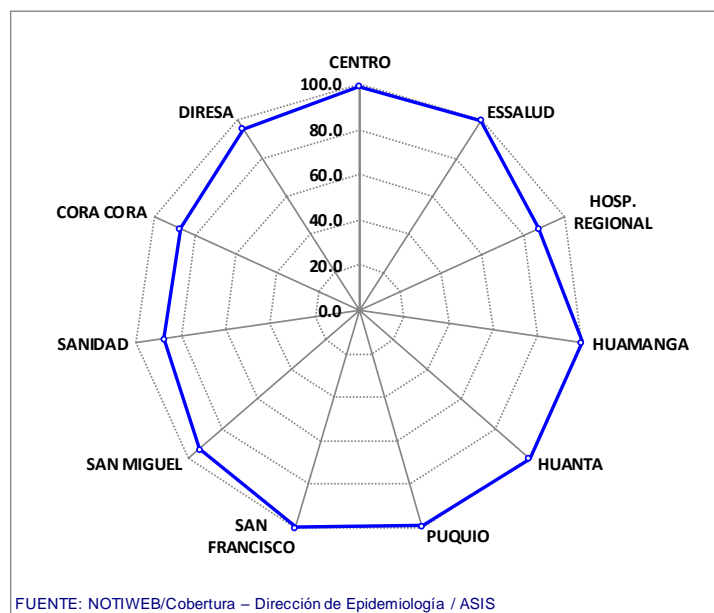 CENTRO
100.0
DIRESA
ESSALUD
80.0
60.0
CORA CORA
HOSP.
REGIONAL
40.0
20.0
0.0
SANIDAD
HUAMANGA
SAN MIGUEL
HUANTA
SAN
FRANCISCO
PUQUIO
FUENTE: NOTIWEB/Cobertura – Dirección de Epidemiología / ASIS